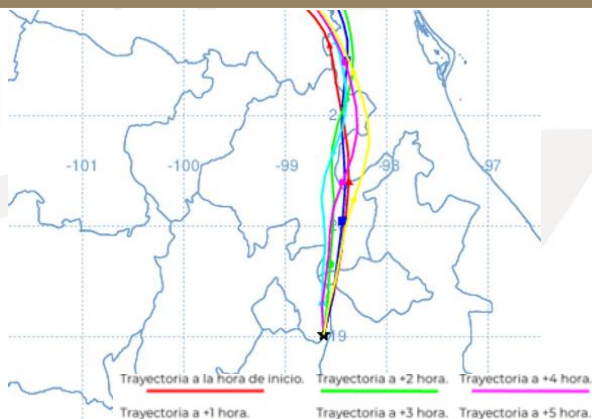 2
-101 -100 -99 -98 -97
19
Trayectoria a la hora de inicio. Trayectoria a +2 hora. Trayectoria a +4 hora.
Trayectoria a +1 hora. Trayectoria a +3 hora. Trayectoria a +5 hora.